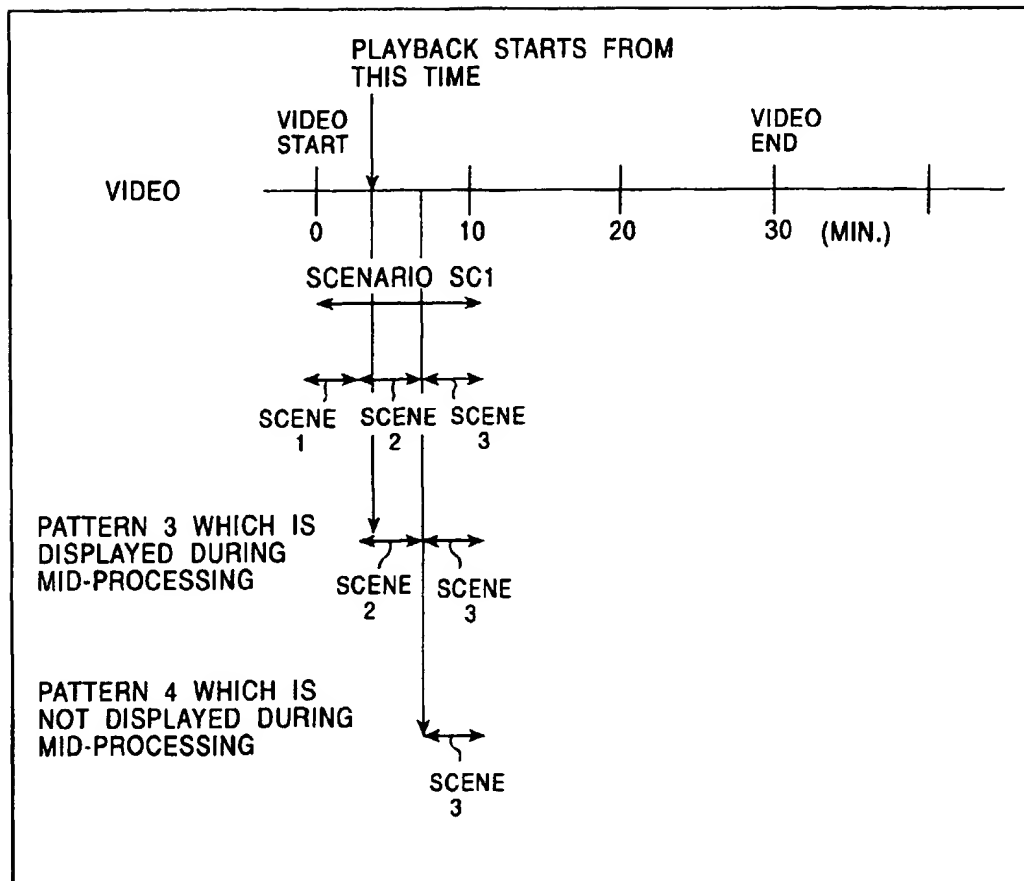 PLAYBACK STARTS FROM
THIS TIME
VIDEO
START
VIDEO
END
VIDEO
0
10
20
30
(MIN.)
SCENARIO SC1
SCENE
1
SCENE
2
SCENE
3
PATTERN 3 WHICH IS
DISPLAYED DURING
MID-PROCESSING
SCENE
2
SCENE
3
PATTERN 4 WHICH IS
NOT DISPLAYED DURING
MID-PROCESSING
SCENE
3